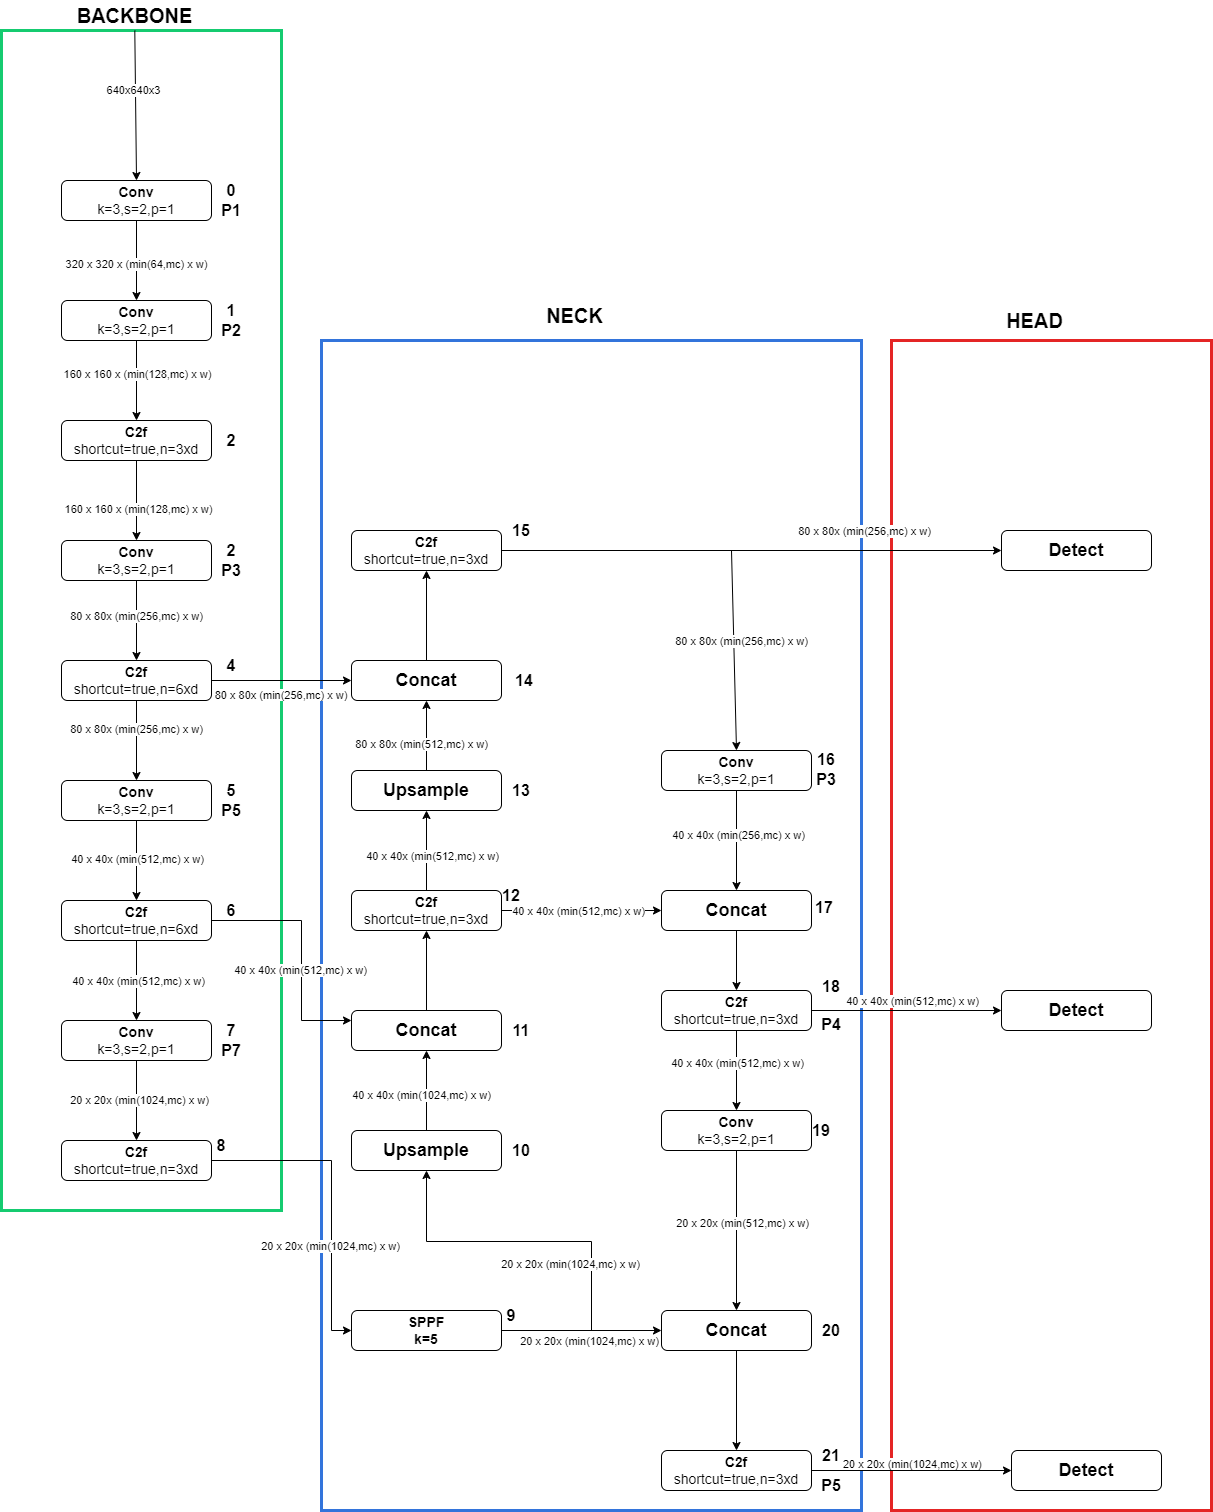 BACKBONE
640x640x3
Conv
k=3,s=2,p=1
0
P1
320 x 320 x (min(64,mc) x w)
Conv
k=3,s=2,p=1
1
P2
160 x 160 x (min(128,mc) x w)
C2f
shortcut=true,n=3xd
2
160 x 160 x (min(128,mc) x w)
Conv
k=3,s=2,p=1
2
P3
80 x 80x (min(256,mc) x w)
C2f
shortcut=true,n=6xd
4
80 x 80x (min(256,mc) x w)
80 x 80x (min(256,mc) x w)
Conv
k=3,s=2,p=1
5
P5
40 x 40x (min(512,mc) x w)
C2f
shortcut=true,n=6xd
6
40 x 40x (min(512,mc) x w)
40 x 40x (min(512,mc) x w)
Conv
k=3,s=2,p=1
7
P7
20 x 20x (min(1024,mc) x w)
C2f
shortcut=true,n=3xd
8
20 x 20x (min(1024,mc) x w)
NECK
C2f
shortcut=true,n=3xd
15
80 x 80x (min(256,mc) x w)
80 x 80x (min(256,mc) x w)
Concat
14
80 x 80x (min(512,mc) x w)
Upsample
13
40 x 40x (min(512,mc) x w)
C2f
shortcut=true,n=3xd
12
40 x 40x (min(512,mc) x w)
Concat
11
40 x 40x (min(1024,mc) x w)
Upsample
10
20 x 20x (min(1024,mc) x w)
SPPF
k=5
9
20 x 20x (min(1024,mc) x w)
Conv
k=3,s=2,p=1
16
P3
40 x 40x (min(256,mc) x w)
Concat
17
C2f
shortcut=true,n=3xd
18
P4
40 x 40x (min(512,mc) x w)
40 x 40x (min(512,mc) x w)
Conv
k=3,s=2,p=1
19
20 x 20x (min(512,mc) x w)
Concat
20
C2f
shortcut=true,n=3xd
21
P5
20 x 20x (min(1024,mc) x w)
HEAD
Detect
Detect
Detect